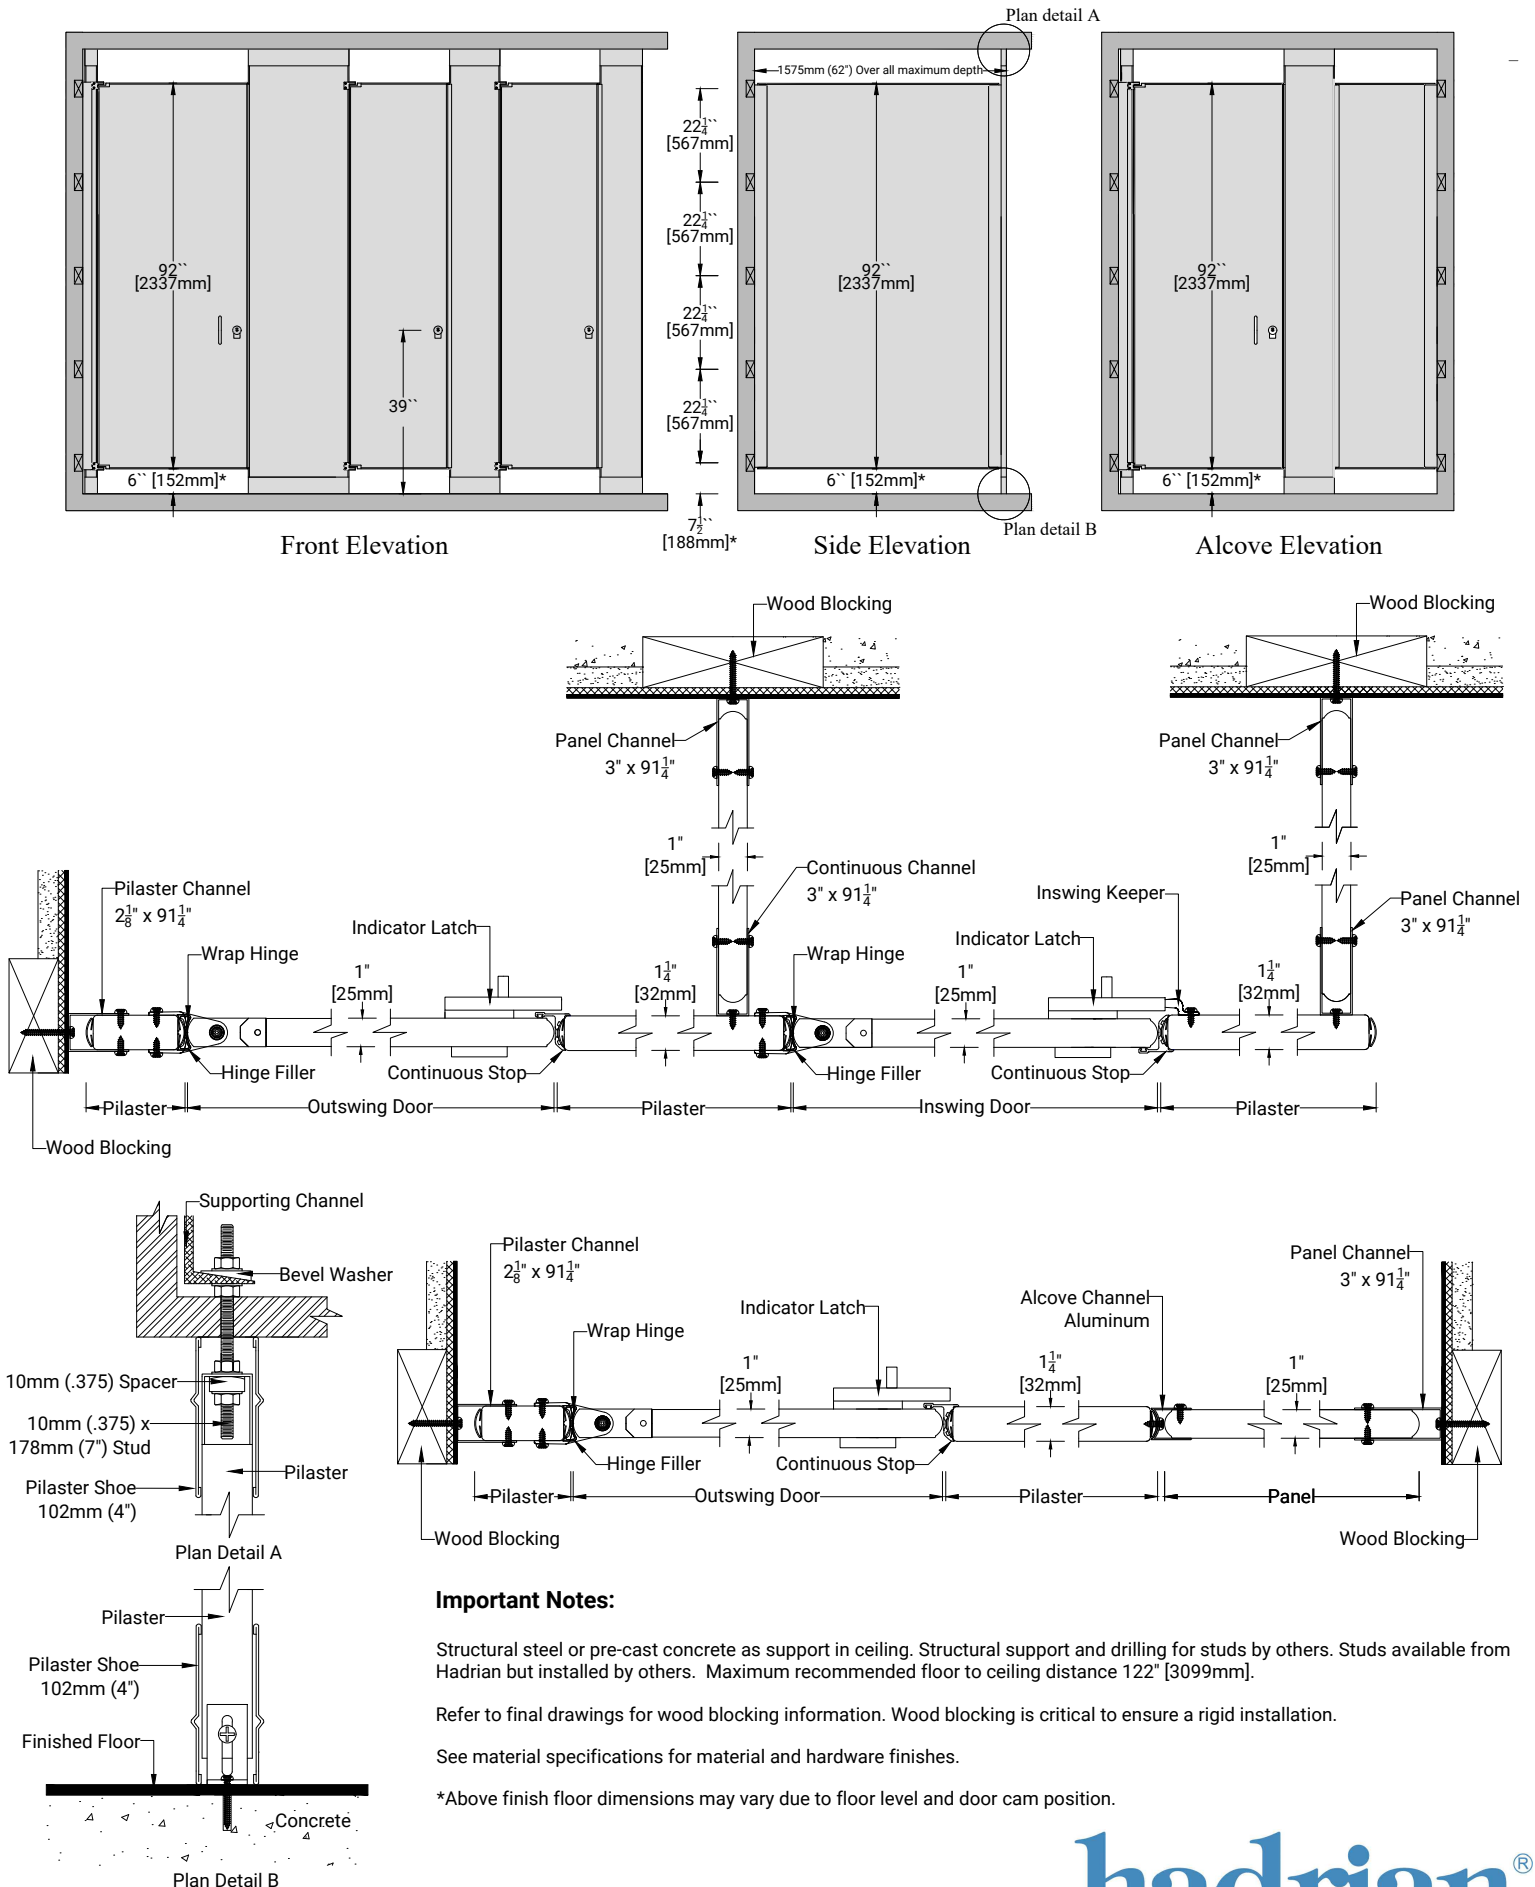 Plan detail A
1575mm (62") Over all maximum depth
22¼``
[567mm]
22¼``
[567mm]
22¼``
[567mm]
22¼``
[567mm]
7½``
[188mm]*
92``
[2337mm]
39``
6`` [152mm]*
92``
[2337mm]
6`` [152mm]*
92``
[2337mm]
6`` [152mm]*
Plan detail B
Front Elevation
Side Elevation
Alcove Elevation
Wood Blocking
Wood Blocking
Panel Channel
3" x 91¼"
Panel Channel
3" x 91¼"
1"
[25mm]
1"
[25mm]
Continuous Channel
3" x 91¼"
Inswing Keeper
Panel Channel
3" x 91¼"
Pilaster Channel
2⅛" x 91¼"
Indicator Latch
Wrap Hinge
1"
[25mm]
1¼"
[32mm]
Wrap Hinge
Indicator Latch
1"
[25mm]
1¼"
[32mm]
Hinge Filler
Continuous Stop
Hinge Filler
Continuous Stop
Pilaster
Outswing Door
Pilaster
Inswing Door
Pilaster
Wood Blocking
Supporting Channel
Bevel Washer
10mm (.375) Spacer
10mm (.375) x
178mm (7") Stud
Pilaster
Pilaster Shoe
102mm (4")
Plan Detail A
Pilaster
Pilaster Shoe
102mm (4")
Finished Floor
Concrete
Plan Detail B
Pilaster Channel
2⅛" x 91¼"
Wrap Hinge
Indicator Latch
1"
[25mm]
Alcove Channel
Aluminum
1¼"
[32mm]
Panel Channel
3" x 91¼"
1"
[25mm]
Hinge Filler
Continuous Stop
Pilaster
Outswing Door
Pilaster
Panel
Wood Blocking
Wood Blocking
Important Notes:
Structural steel or pre-cast concrete as support in ceiling. Structural support and drilling for studs by others. Studs available from
Hadrian but installed by others. Maximum recommended floor to ceiling distance 122" [3099mm].
Refer to final drawings for wood blocking information. Wood blocking is critical to ensure a rigid installation.
See material specifications for material and hardware finishes.
*Above finish floor dimensions may vary due to floor level and door cam position.
hadrian®